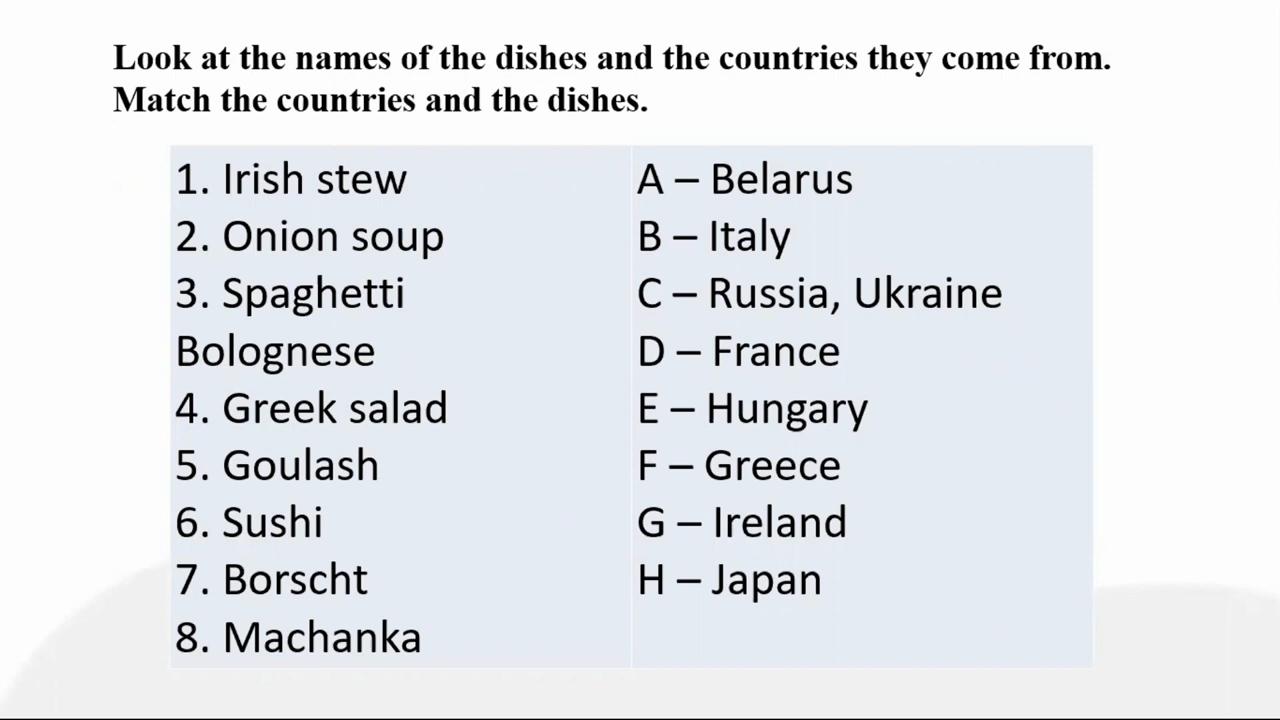 Look at the names of the dishes and the countries they come from.
Match the countries and the dishes.
1. Irish stew
2. Onion soup
3. Spaghetti
Bolognese
4. Greek salad
5. Goulash
6. Sushi
7. Borscht
8. Machanka
A – Belarus
B – Italy
C – Russia, Ukraine
D – France
E – Hungary
F – Greece
G – Ireland
H – Japan